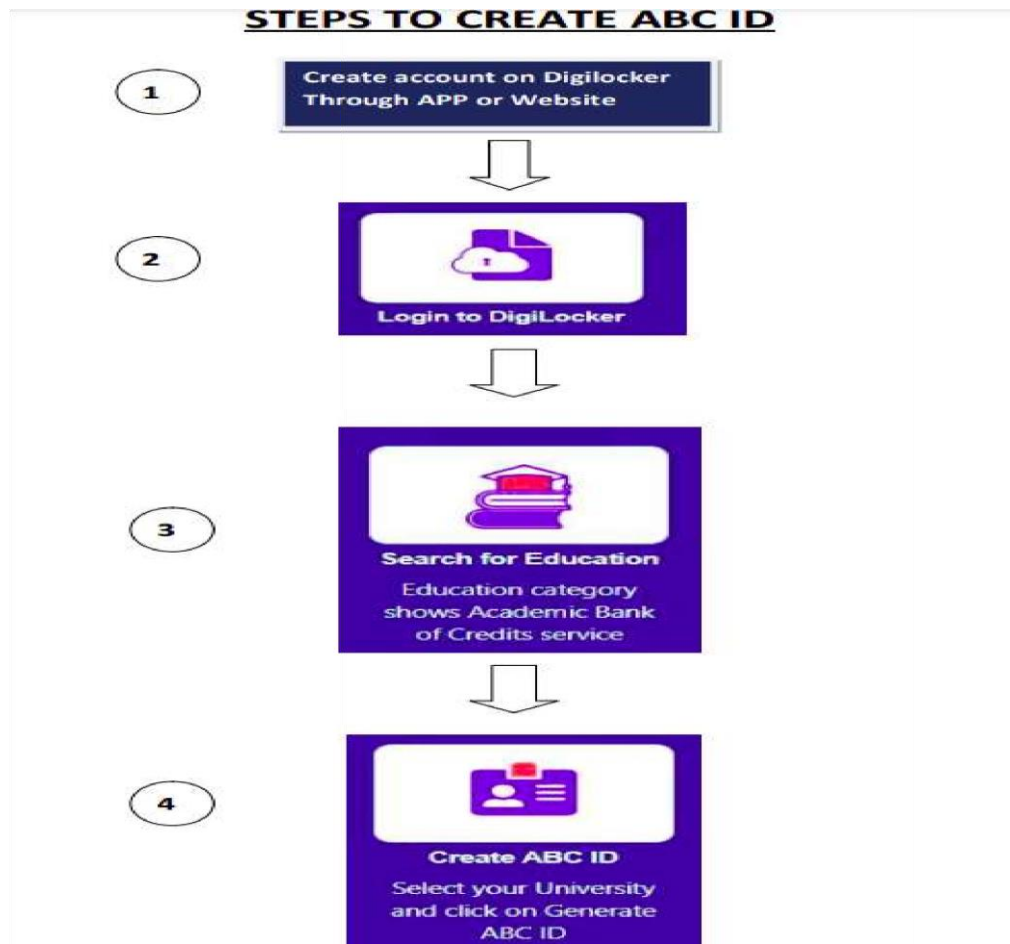 STEPS TO CREATE ABC ID
1
Create account on Digilocker
Through APP or Website
2
Login to DigiLocker
3
Search for Education
Education category
shows Academic Bank
of Credits service
4
Create ABC ID
Select your University
and click on Generate
ABC ID